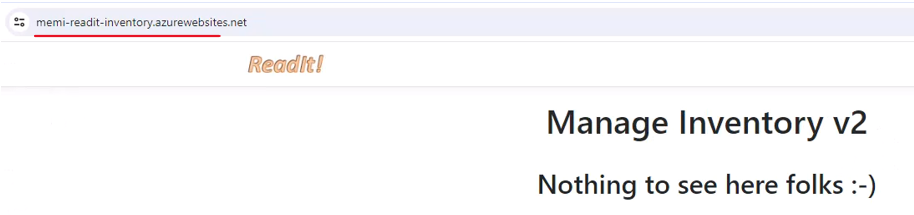 memi-readit-inventory.azurewebsites.net
ReadIt!
Manage Inventory v2
Nothing to see here folks :-)